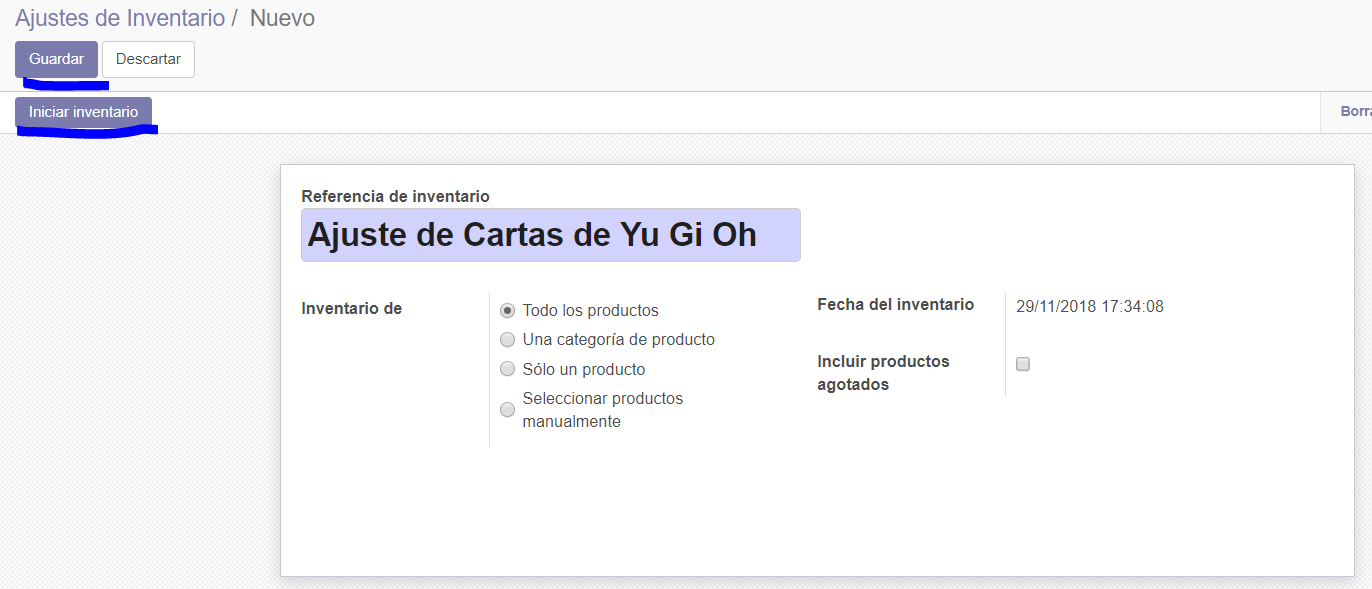 Ajustes de Inventario / Nuevo
Guardar Descartar
Iniciar inventario
Referencia de inventario
Ajuste de Cartas de Yu Gi Oh
Inventario de
Todo los productos
Una categoría de producto
Sólo un producto
Seleccionar productos
manualmente
Fecha del inventario 29/11/2018 17:34:08
Incluir productos
agotados